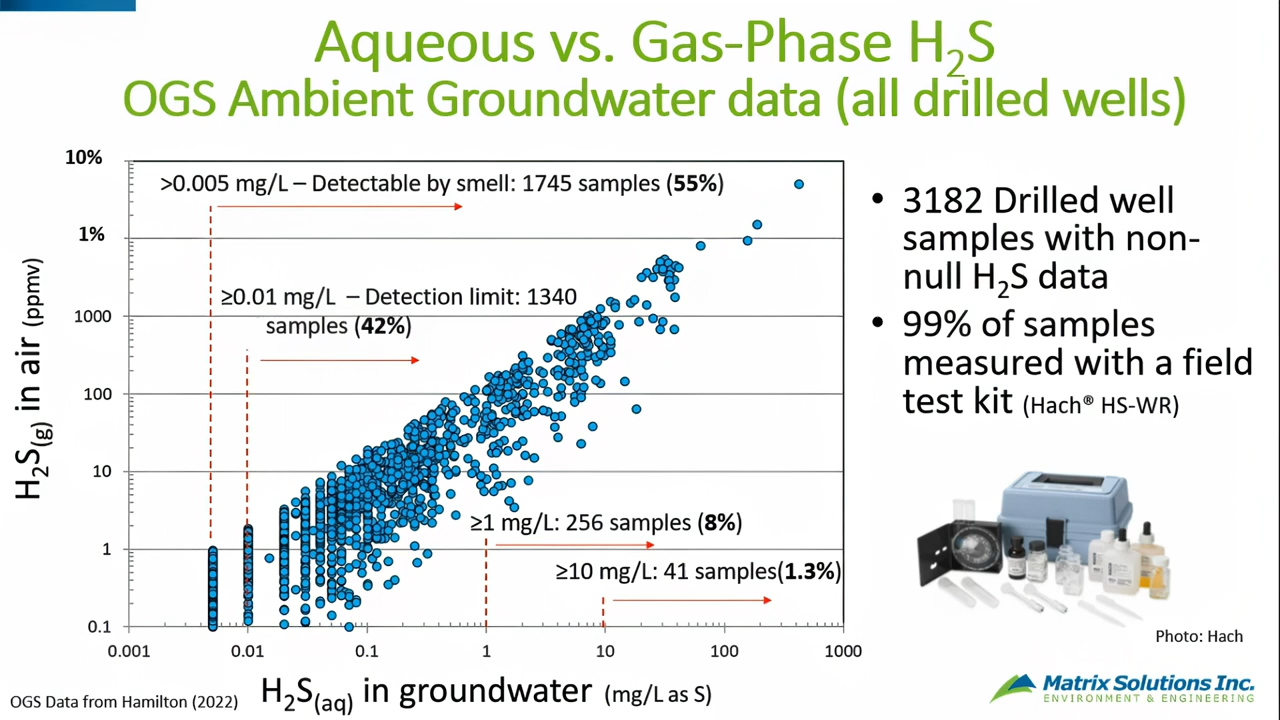 Aqueous vs. Gas-Phase H₂S
OGS Ambient Groundwater data (all drilled wells)
10%
1%
1000
100
10
1
0.1
H₂S(g) in air (ppmv)
>0.005 mg/L – Detectable by smell: 1745 samples (55%)
≥0.01 mg/L – Detection limit: 1340
samples (42%)
≥1 mg/L: 256 samples (8%)
≥10 mg/L: 41 samples(1.3%)
0.001
0.01
0.1
1
10
100
1000
H₂S(aq) in groundwater (mg/L as S)
OGS Data from Hamilton (2022)
• 3182 Drilled well
samples with non-
null H₂S data
• 99% of samples
measured with a field
test kit (Hach® HS-WR)
Photo: Hach
Matrix Solutions Inc.
ENVIRONMENT & ENGINEERING